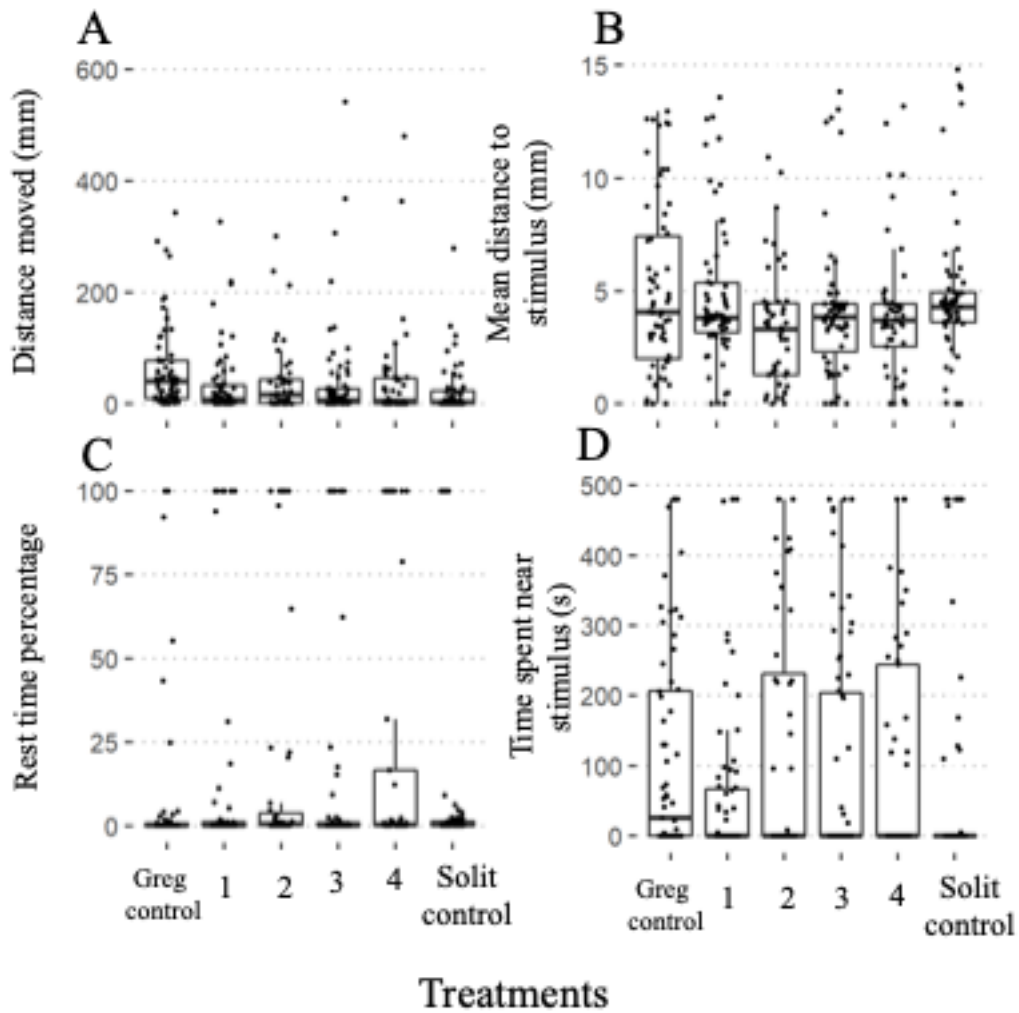 A
Distance moved (mm)
600
400
200
0
B
Mean distance to
stimulus (mm)
15
10
5
0
C
Rest time percentage
100
75
50
25
0
Greg
control
1
2
3
4
Solit
control
D
Time spent near
stimulus (s)
500
400
300
200
100
0
Greg
control
1
2
3
4
Solit
control
Treatments